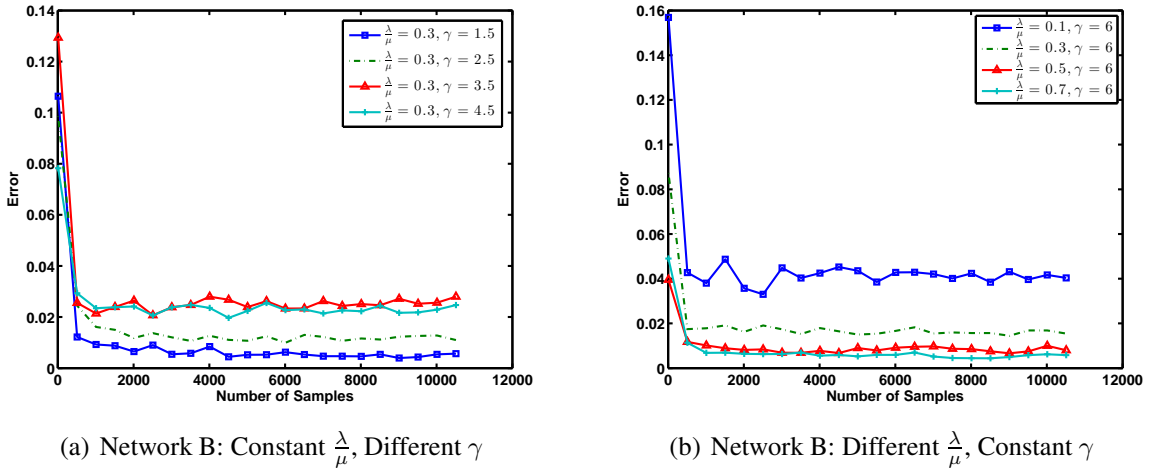 0.14
0.12
0.1
0.08
0.06
0.04
0.02
0
Error
0
2000
4000
6000
8000
10000
12000
Number of Samples
λ/μ = 0.3, γ = 1.5
λ/μ = 0.3, γ = 2.5
λ/μ = 0.3, γ = 3.5
λ/μ = 0.3, γ = 4.5
(a) Network B: Constant λ/μ, Different γ
0.16
0.14
0.12
0.1
0.08
0.06
0.04
0.02
0
Error
0
2000
4000
6000
8000
10000
12000
Number of Samples
λ/μ = 0.1, γ = 6
λ/μ = 0.3, γ = 6
λ/μ = 0.5, γ = 6
λ/μ = 0.7, γ = 6
(b) Network B: Different λ/μ, Constant γ